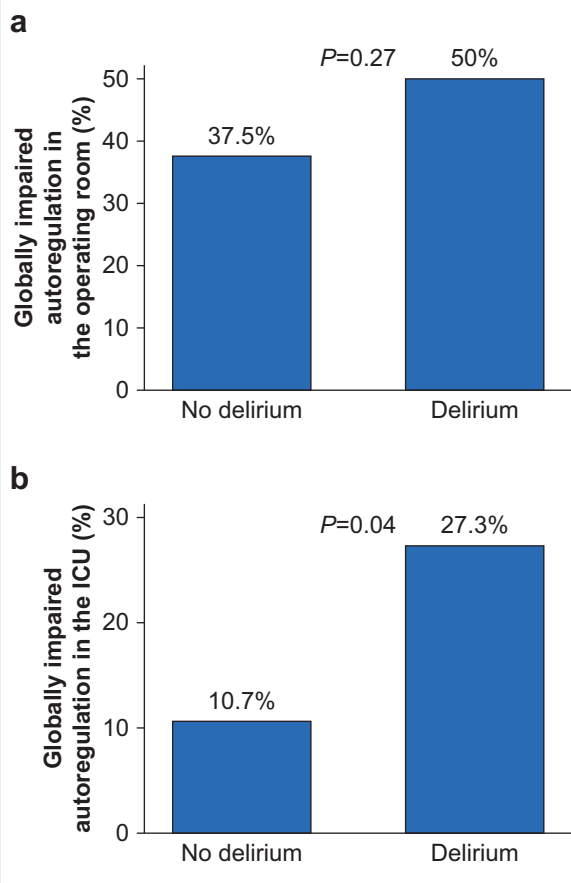 a
Globally impaired
autoregulation in
the operating room (%)
50
40
30
20
10
0
P=0.27
50%
37.5%
No delirium
Delirium
b
Globally impaired
autoregulation in the ICU (%)
30
20
10
0
P=0.04
27.3%
10.7%
No delirium
Delirium